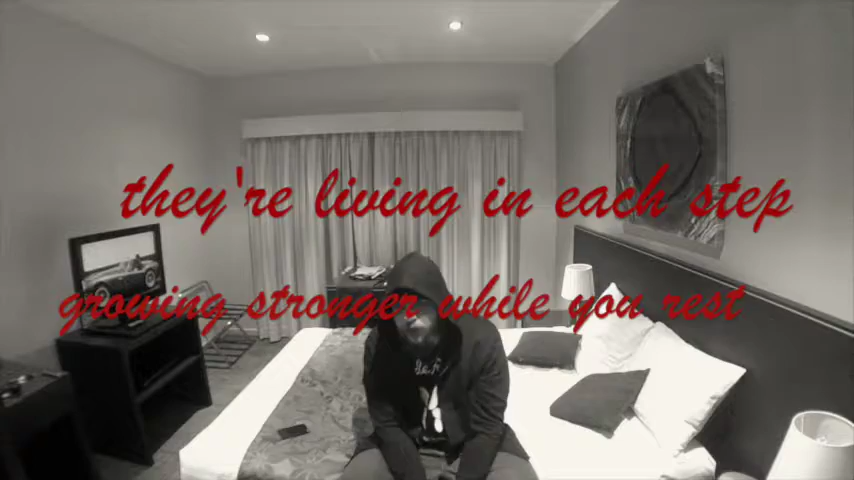 they're living in each step
growing stronger while you rest